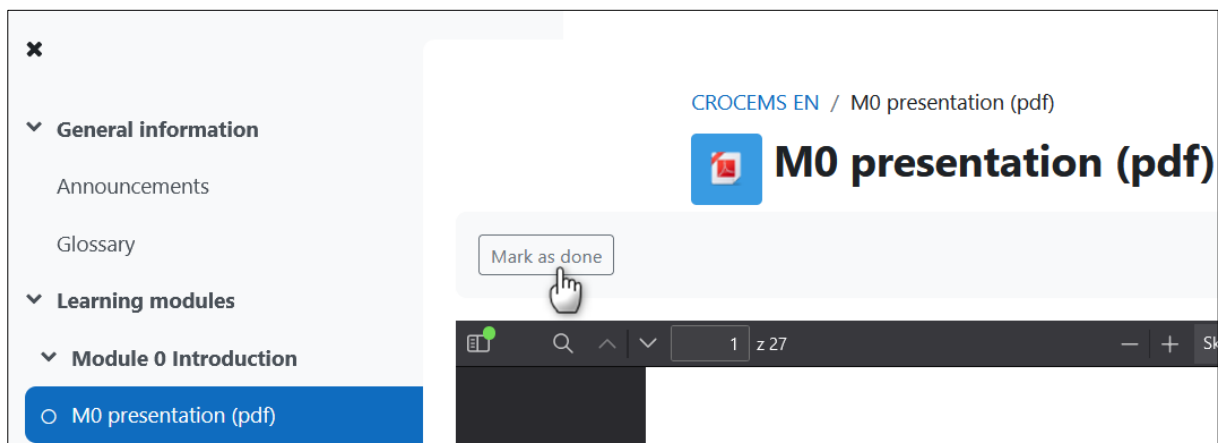 General information
Announcements
Glossary
Learning modules
Module 0 Introduction
M0 presentation (pdf)
CROCEMS EN / M0 presentation (pdf)
M0 presentation (pdf)
Mark as done
1 z 27